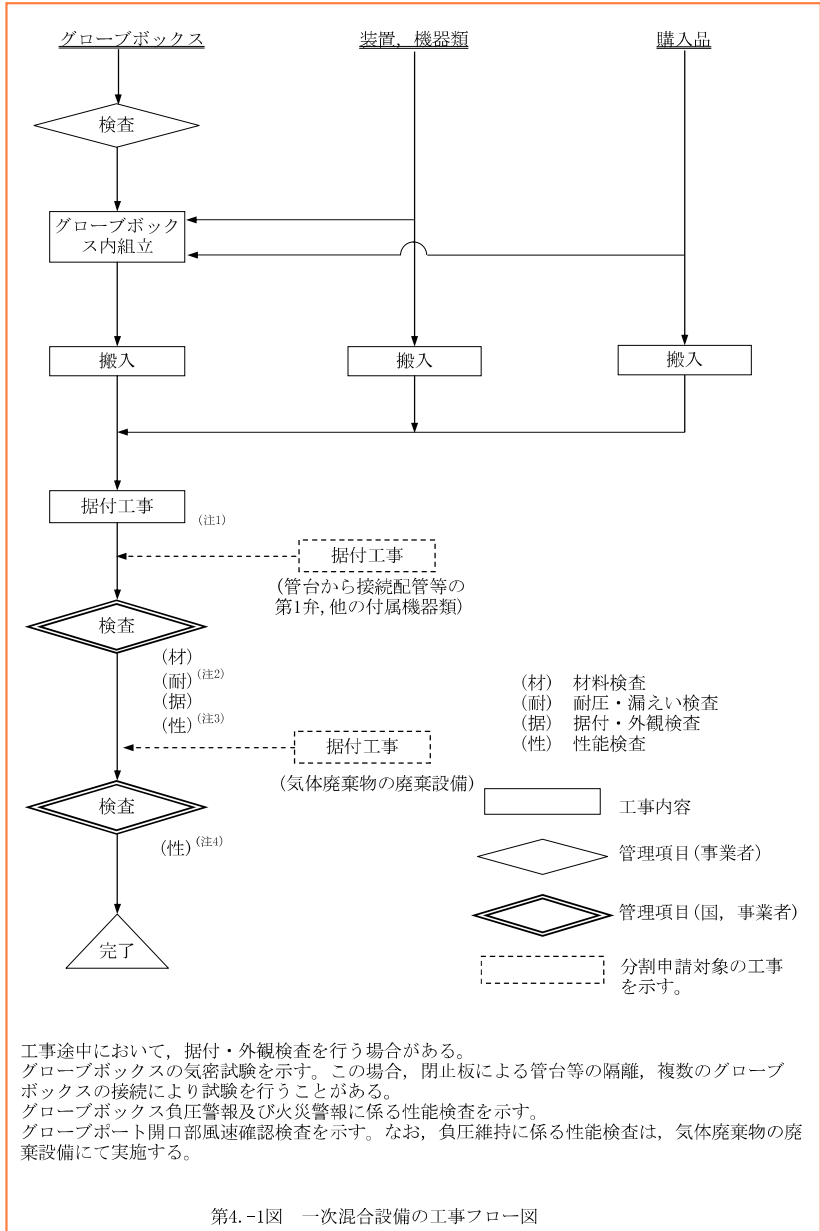 グローブボックス
装置，機器類
購入品
検査
グローブボック
ス内組立
搬入
搬入
搬入
据付工事
(注1)
据付工事
(管台から接続配管等の
第1弁,他の付属機器類)
検査
(材)
(耐)(注2)
(据)
(性)(注3)
(材) 材料検査
(耐) 耐圧・漏えい検査
(据) 据付・外観検査
(性) 性能検査
据付工事
(気体廃棄物の廃棄設備)
検査
(性)(注4)
完了
工事内容
管理項目(事業者)
管理項目(国，事業者)
分割申請対象の工事
を示す。
工事途中において，据付・外観検査を行う場合がある。
グローブボックスの気密試験を示す。この場合，閉止板による管台等の隔離，複数のグローブ
ボックスの接続により試験を行うことがある。
グローブボックス負圧警報及び火災警報に係る性能検査を示す。
グローブポート開口部風速確認検査を示す。なお，負圧維持に係る性能検査は，気体廃棄物の廃
棄設備にて実施する。
第4.-1図 一次混合設備の工事フロー図